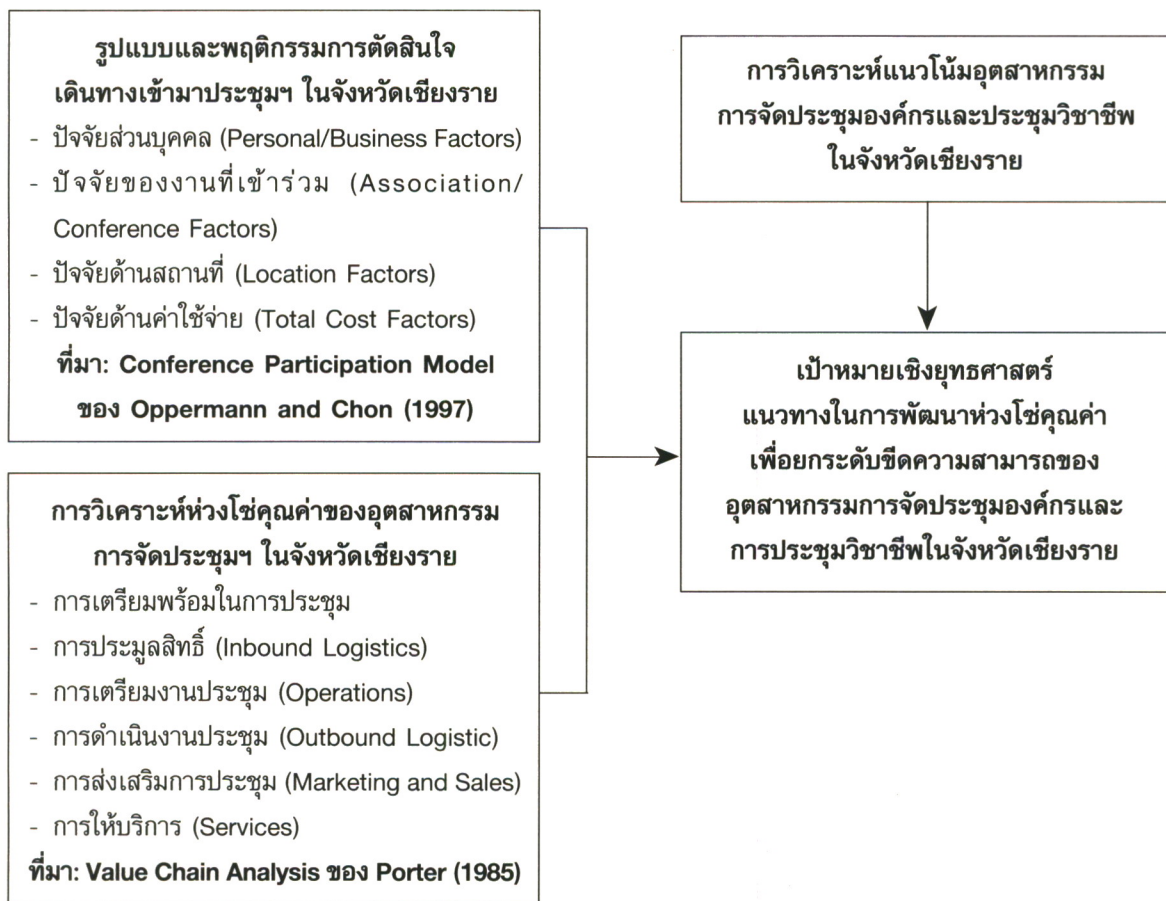 รูปแบบและพฤติกรรมการตัดสินใจ
เดินทางเข้ามาประชุมฯ ในจังหวัดเชียงราย
- ปัจจัยส่วนบุคคล (Personal/Business Factors)
- ปัจจัยของงานที่เข้าร่วม (Association/
Conference Factors)
- ปัจจัยด้านสถานที่ (Location Factors)
- ปัจจัยด้านค่าใช้จ่าย (Total Cost Factors)
ที่มา: Conference Participation Model
ของ Oppermann and Chon (1997)
การวิเคราะห์ห่วงโซ่คุณค่าของอุตสาหกรรม
การจัดประชุมฯ ในจังหวัดเชียงราย
- การเตรียมพร้อมในการประชุม
- การประมูลสิทธิ์ (Inbound Logistics)
- การเตรียมงานประชุม (Operations)
- การดำเนินงานประชุม (Outbound Logistic)
- การส่งเสริมการประชุม (Marketing and Sales)
- การให้บริการ (Services)
ที่มา: Value Chain Analysis ของ Porter (1985)
การวิเคราะห์แนวโน้มอุตสาหกรรม
การจัดประชุมองค์กรและประชุมวิชาชีพ
ในจังหวัดเชียงราย
เป้าหมายเชิงยุทธศาสตร์
แนวทางในการพัฒนาห่วงโซ่คุณค่า
เพื่อยกระดับขีดความสามารถของ
อุตสาหกรรมการจัดประชุมองค์กรและ
การประชุมวิชาชีพในจังหวัดเชียงราย